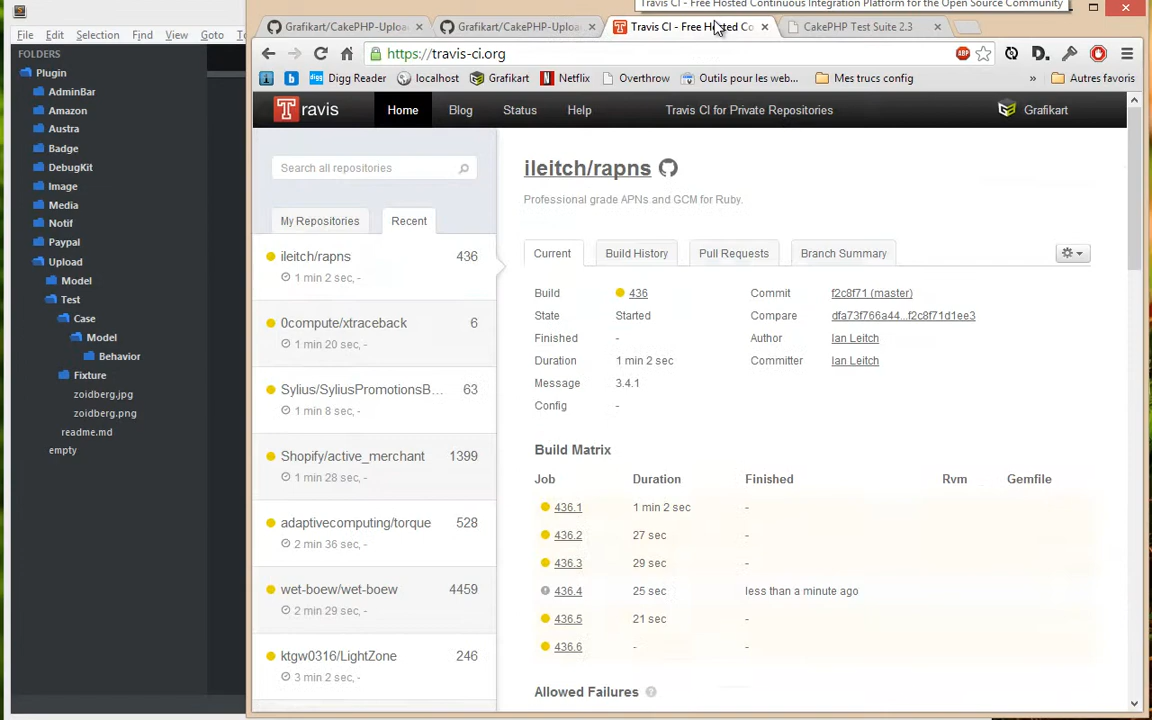 Travis CI - Free Hosted Continuous Integration Platform for the Open Source Community
Grafikart/CakePHP-Uploa
Grafikart/CakePHP-Uploa
Travis CI - Free Hosted Co
CakePHP Test Suite 2.3
File Edit Selection Find View Goto
https://travis-ci.org
ABP
FOLDERS
Plugin
AdminBar
Amazon
Austra
Badge
DebugKit
Image
Media
Notif
Paypal
Upload
Model
Test
Case
Model
Behavior
Fixture
zoidberg.jpg
zoidberg.png
readme.md
empty
Digg Reader localhost Grafikart Netflix Overthrow Outils pour les web... Mes trucs config » Autres favoris
Travis Home Blog Status Help Travis CI for Private Repositories Grafikart
Search all repositories
My Repositories Recent
ileitch/rapns 436
1 min 2 sec, -
0compute/xtraceback 6
1 min 20 sec, -
Sylius/SyliusPromotionsB... 63
1 min 8 sec, -
Shopify/active_merchant 1399
1 min 28 sec, -
adaptivecomputing/torque 528
2 min 36 sec, -
wet-boew/wet-boew 4459
2 min 29 sec, -
ktgw0316/LightZone 246
3 min 2 sec, -
ileitch/rapns
Professional grade APNs and GCM for Ruby.
Current Build History Pull Requests Branch Summary
Build 436 Commit f2c8f71 (master)
State Started Compare dfa73f766a44...f2c8f71d1ee3
Finished - Author Ian Leitch
Duration 1 min 2 sec Committer Ian Leitch
Message 3.4.1
Config -
Build Matrix
Job Duration Finished Rvm Gemfile
436.1 1 min 2 sec -
436.2 27 sec -
436.3 29 sec -
436.4 25 sec less than a minute ago
436.5 21 sec -
436.6 - -
Allowed Failures ?